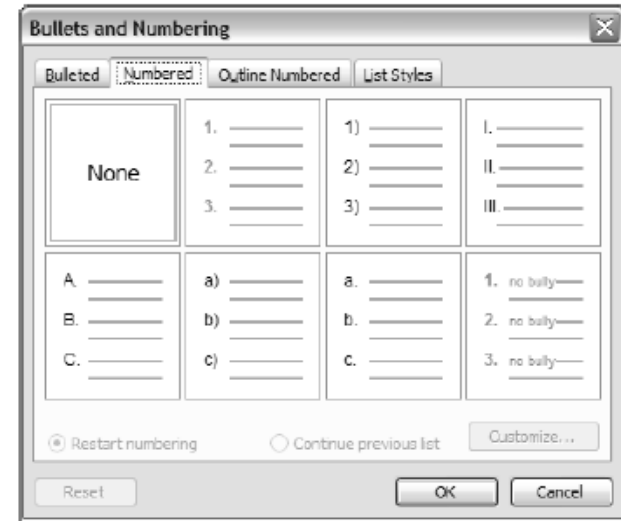 Bullets and Numbering
Bulleted Numbered Outline Numbered List Styles
None
1.
2.
3.
1)
2)
3)
I.
II.
III.
A.
B.
C.
a)
b)
c)
a.
b.
c.
1. no bully
2. no bully
3. no bully
Restart numbering Continue previous list Customize...
Reset OK Cancel